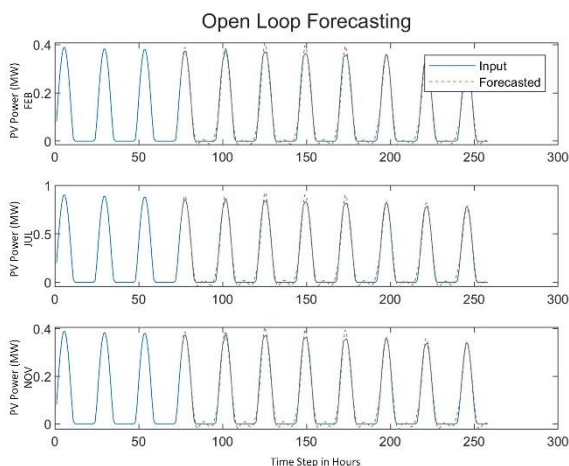 Open Loop Forecasting
PV Power (MW)
FEB
0.4
0.2
0
Input
Forecasted
0 50 100 150 200 250 300
PV Power (MW)
JUL
1
0.5
0
0 50 100 150 200 250 300
PV Power (MW)
NOV
0.4
0.2
0
0 50 100 150 200 250 300
Time Step in Hours